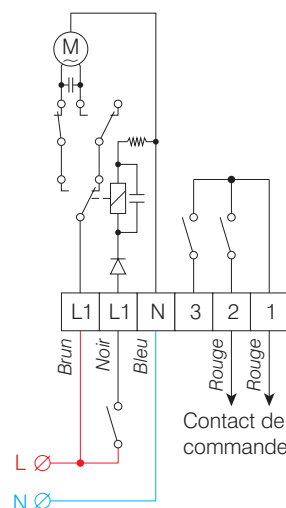 M
~
L1 L1 N 3 2 1
Brun Noir Bleu Rouge Rouge
Contact de
commande
L
N